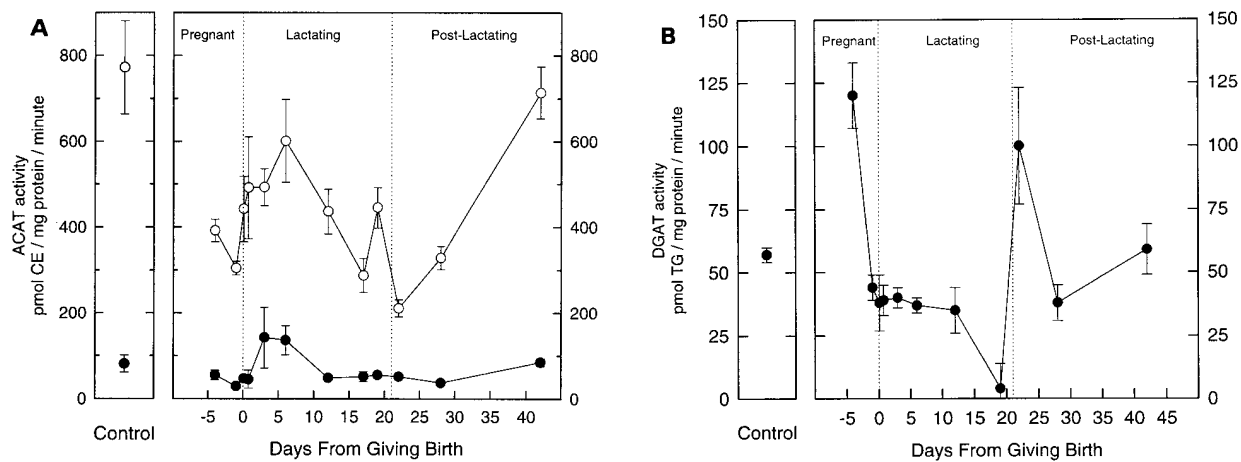 A
ACAT activity
pmol CE / mg protein / minute
800
600
400
200
0
Control
Pregnant
Lactating
Post-Lactating
800
600
400
200
0
-5 0 5 10 15 20 25 30 35 40
Days From Giving Birth
B
DGAT activity
pmol TG / mg protein / minute
150
125
100
75
50
25
0
Control
Pregnant
Lactating
Post-Lactating
150
125
100
75
50
25
0
-5 0 5 10 15 20 25 30 35 40 45
Days From Giving Birth